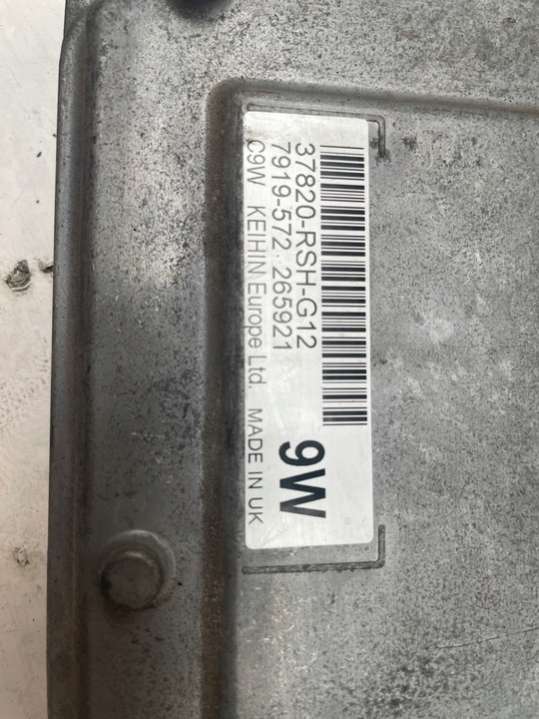 37820-RSH-G12
7919-572 265921
C9W KEIHIN Europe Ltd. MADE IN UK
9W